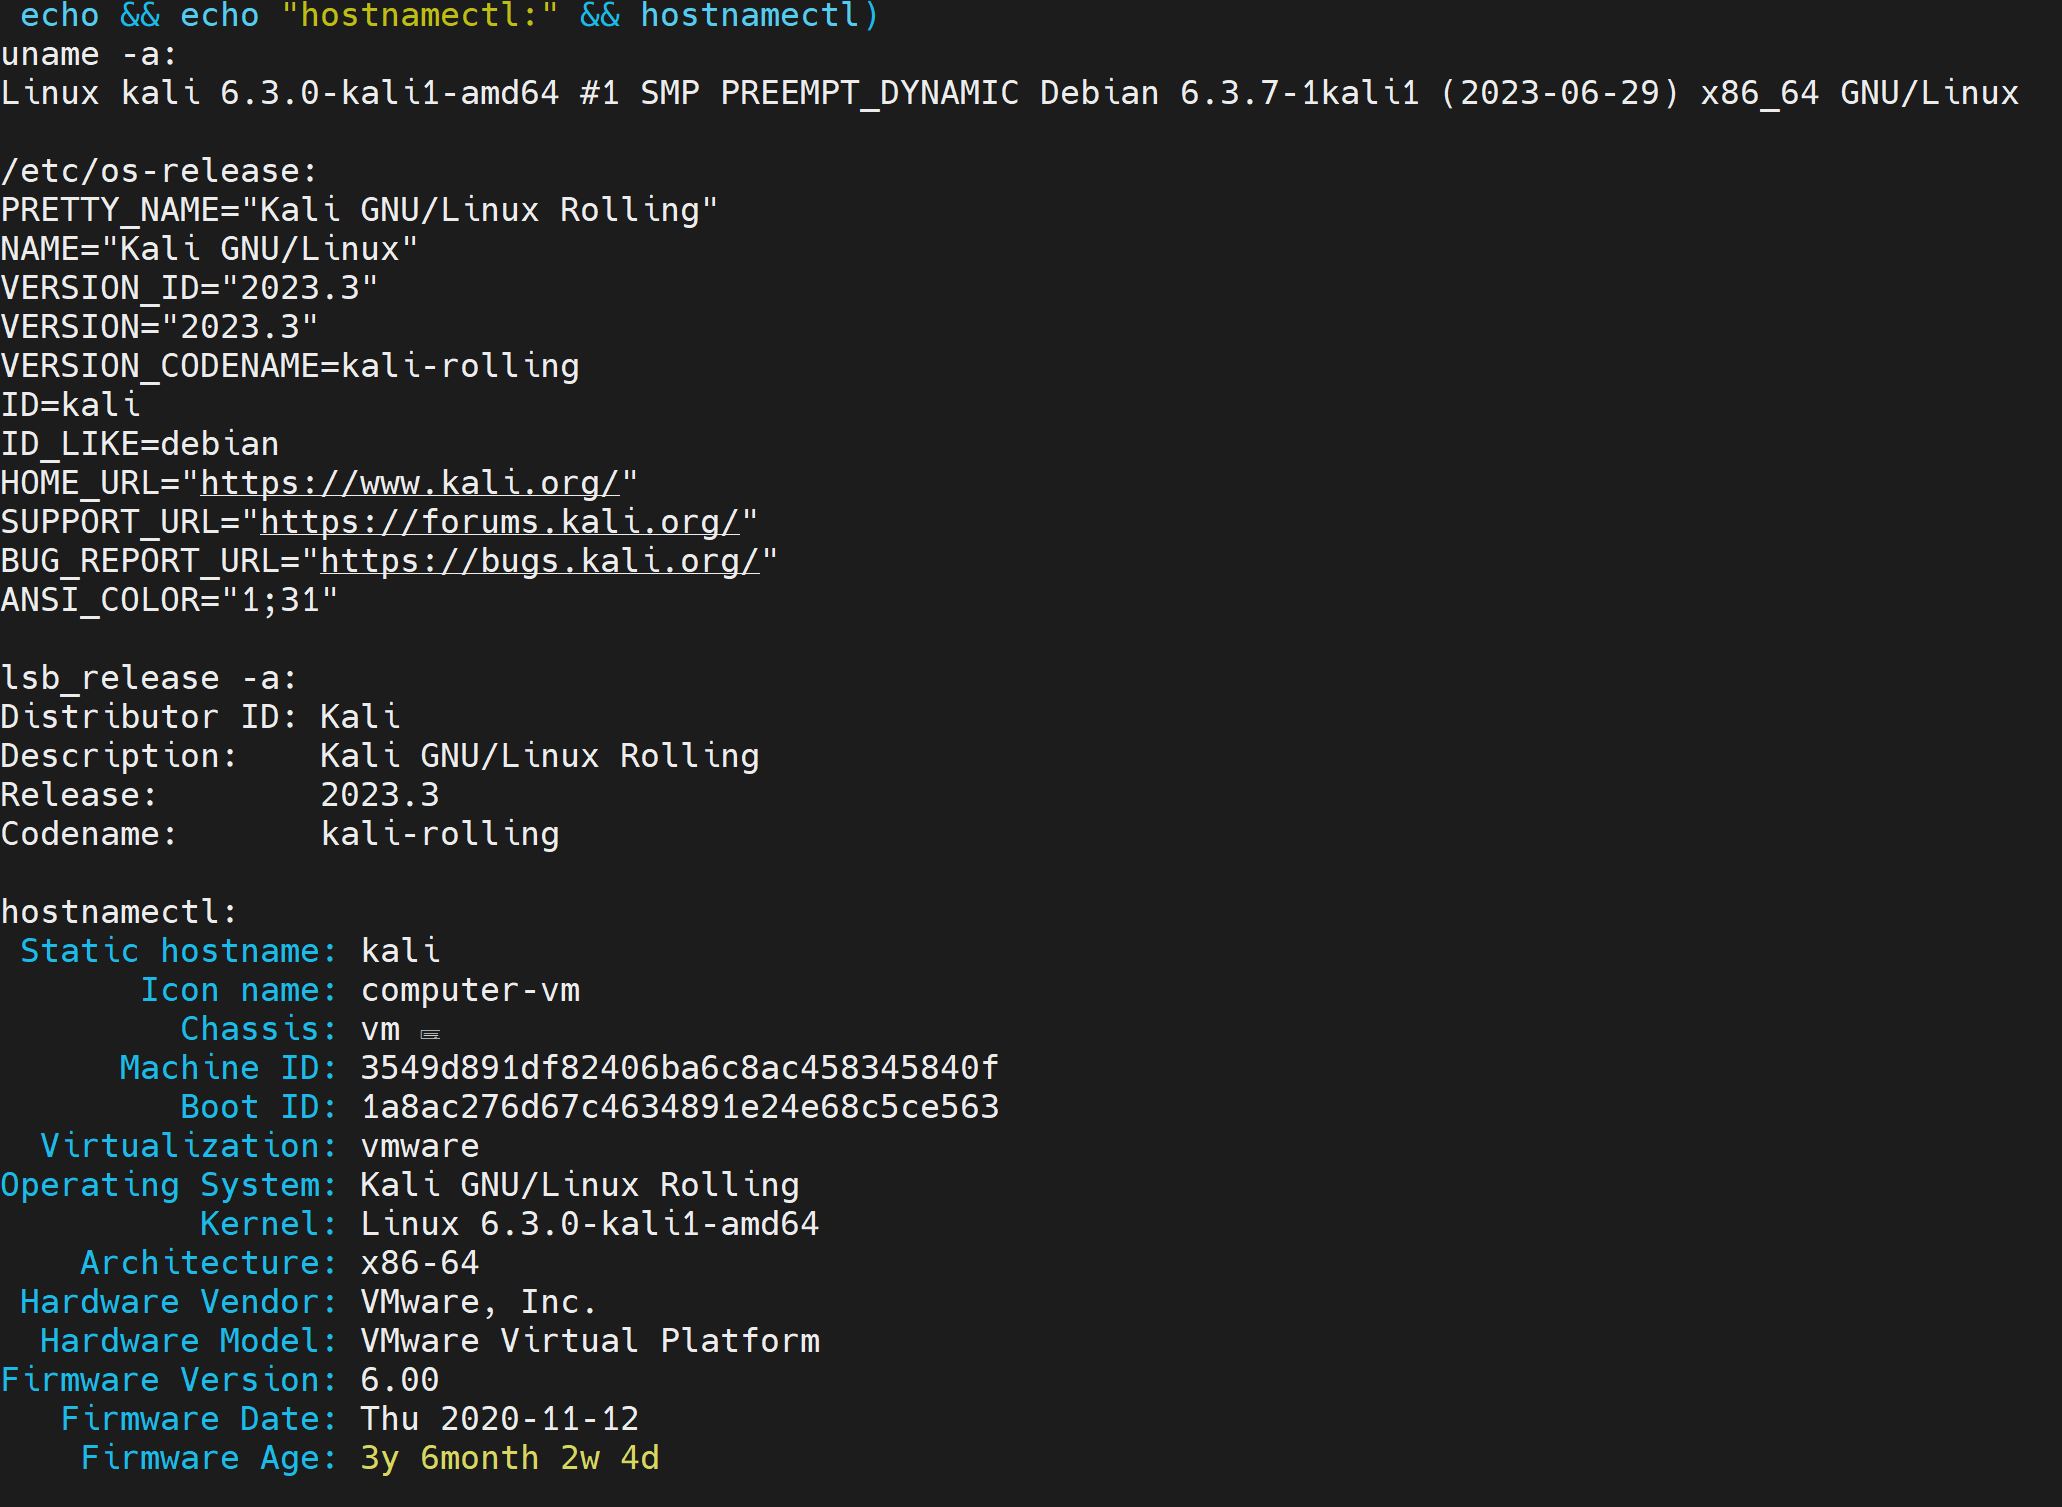 echo && echo "hostnamectl:" && hostnamectl)
uname -a:
Linux kali 6.3.0-kali1-amd64 #1 SMP PREEMPT_DYNAMIC Debian 6.3.7-1kali1 (2023-06-29) x86_64 GNU/Linux
/etc/os-release:
PRETTY_NAME="Kali GNU/Linux Rolling"
NAME="Kali GNU/Linux"
VERSION_ID="2023.3"
VERSION="2023.3"
VERSION_CODENAME=kali-rolling
ID=kali
ID_LIKE=debian
HOME_URL="https://www.kali.org/"
SUPPORT_URL="https://forums.kali.org/"
BUG_REPORT_URL="https://bugs.kali.org/"
ANSI_COLOR="1;31"
lsb_release -a:
Distributor ID: Kali
Description:    Kali GNU/Linux Rolling
Release:        2023.3
Codename:       kali-rolling
hostnamectl:
Static hostname: kali
Icon name: computer-vm
Chassis: vm
Machine ID: 3549d891df82406ba6c8ac458345840f
Boot ID: 1a8ac276d67c4634891e24e68c5ce563
Virtualization: vmware
Operating System: Kali GNU/Linux Rolling
Kernel: Linux 6.3.0-kali1-amd64
Architecture: x86-64
Hardware Vendor: VMware, Inc.
Hardware Model: VMware Virtual Platform
Firmware Version: 6.00
Firmware Date: Thu 2020-11-12
Firmware Age: 3y 6month 2w 4d